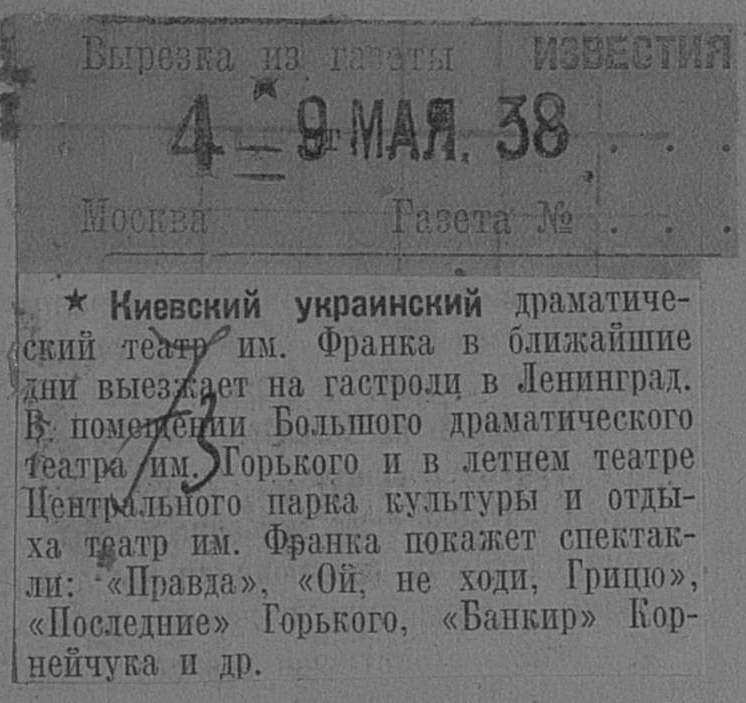 Вырезка из газеты ИЗВЕСТИЯ
4 - 9 МАЯ. 38
Москва Газета № . . .
★ Киевский украинский драматиче-
ский театр им. Франка в ближайшие
дни выезжает на гастроли в Ленинград.
В помещении Большого драматического
театра им. Горького и в летнем театре
Центрального парка культуры и отды-
ха театр им. Франка покажет спектак-
ли: «Правда», «Ой, не ходи, Грицю»,
«Последние» Горького, «Банкир» Кор-
нейчука и др.